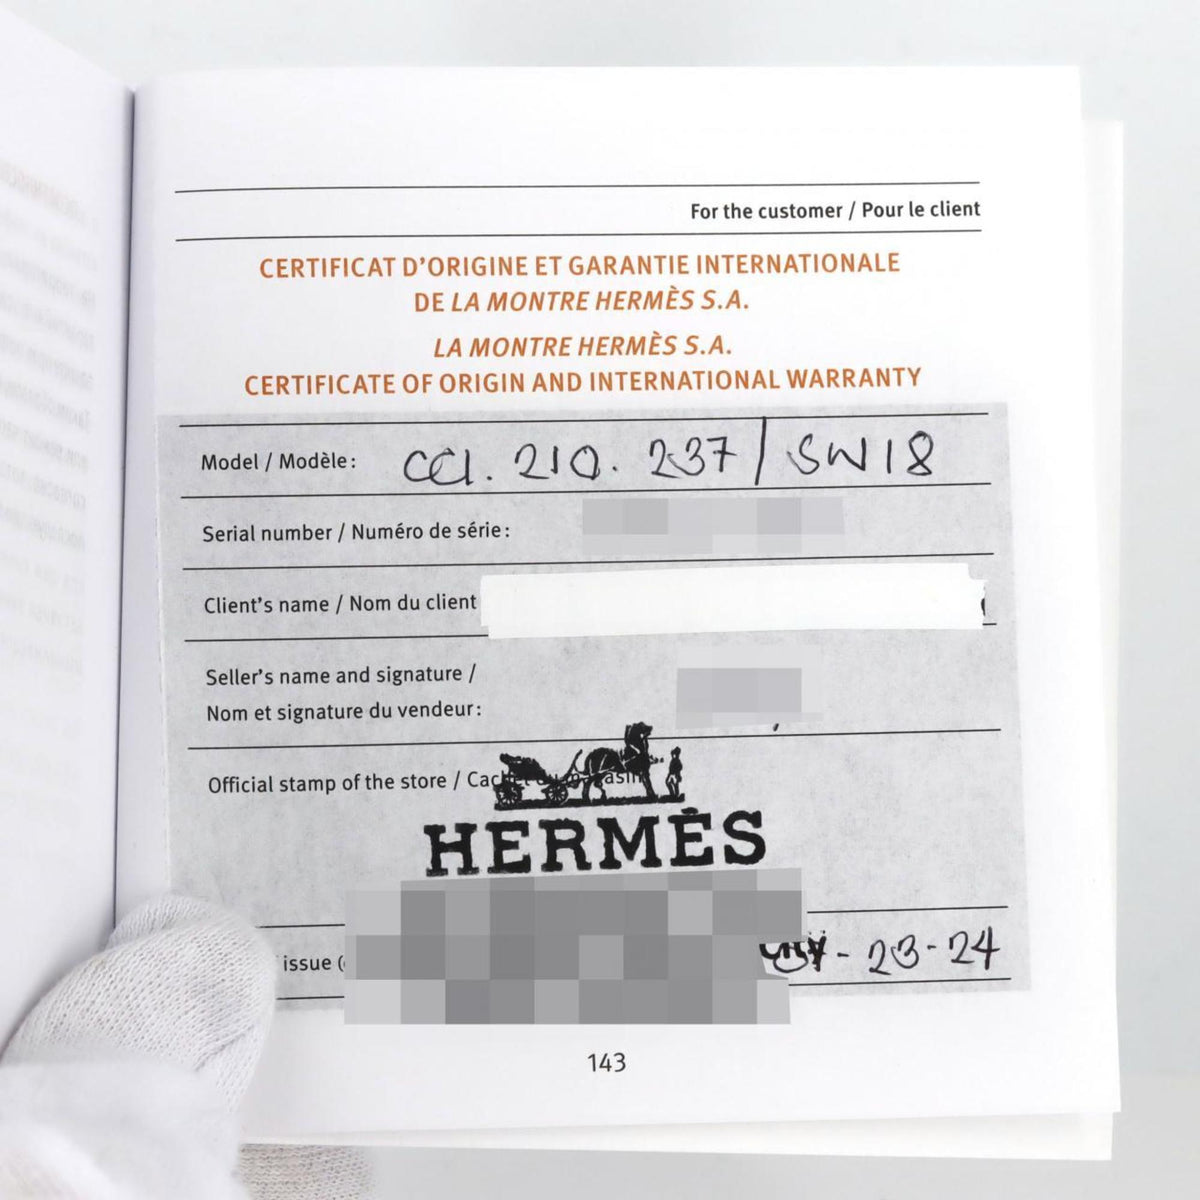 For the customer / Pour le client
CERTIFICAT D'ORIGINE ET GARANTIE INTERNATIONALE
DE LA MONTRE HERMÈS S.A.
LA MONTRE HERMÈS S.A.
CERTIFICATE OF ORIGIN AND INTERNATIONAL WARRANTY
Model / Modèle: CC1. 210. 237 / SW18
Serial number / Numéro de série:
Client's name / Nom du client
Seller's name and signature /
Nom et signature du vendeur:
Official stamp of the store / Cachet du magasin
HERMÈS
issue - 23 - 24
143